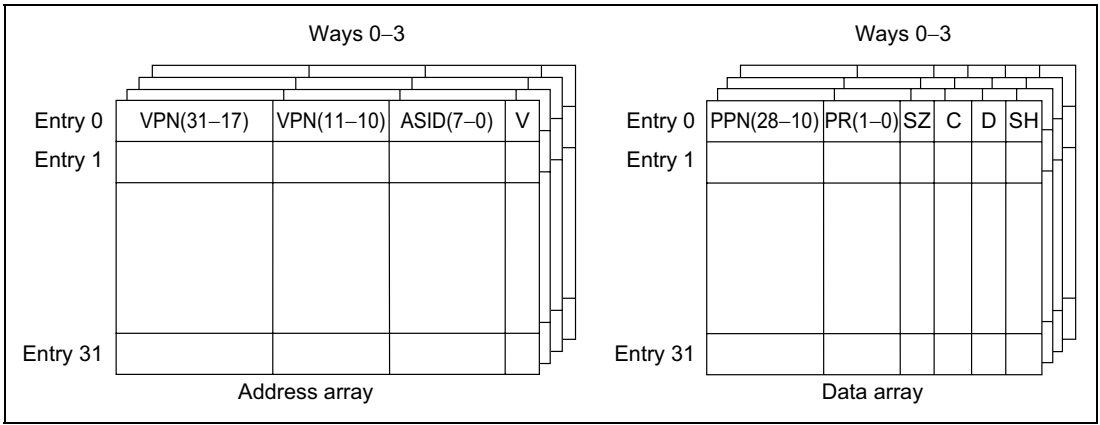 Ways 0–3
Entry 0 VPN(31–17) VPN(11–10) ASID(7–0) V
Entry 1
Entry 31
Address array
Ways 0–3
Entry 0 PPN(28–10) PR(1–0) SZ C D SH
Entry 1
Entry 31
Data array